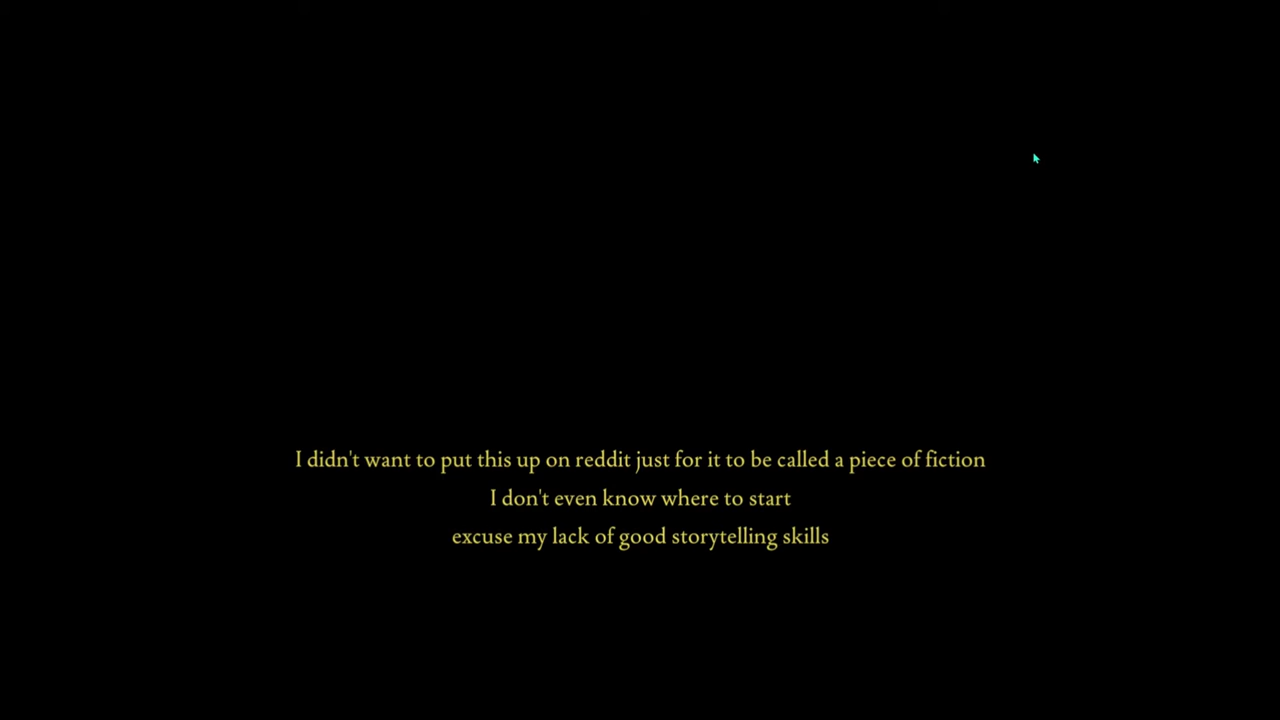 I didn't want to put this up on reddit just for it to be called a piece of fiction
I don't even know where to start
excuse my lack of good storytelling skills